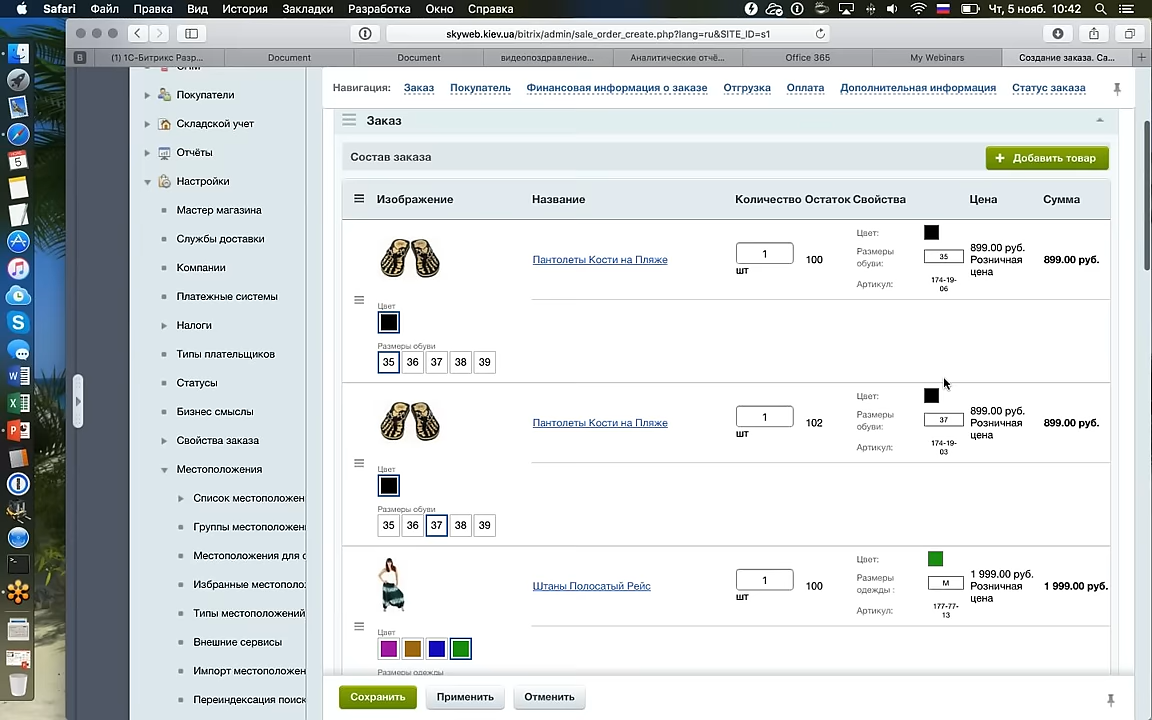 Safari Файл Правка Вид История Закладки Разработка Окно Справка Чт, 5 нояб. 10:42
skyweb.kiev.ua/bitrix/admin/sale_order_create.php?lang=ru&SITE_ID=s1
(1) 1С-Битрикс Разр... Document Document видеопоздравление... Аналитические отчё... Office 365 My Webinars Создание заказа. Са...
Покупатели
Складской учет
Отчёты
Настройки
Мастер магазина
Службы доставки
Компании
Платежные системы
Налоги
Типы плательщиков
Статусы
Бизнес смыслы
Свойства заказа
Местоположения
Список местоположен
Группы местоположен
Местоположения для с
Избранные местополо:
Типы местоположений
Внешние сервисы
Импорт местоположен
Переиндексация поиск
Навигация: Заказ Покупатель Финансовая информация о заказе Отгрузка Оплата Дополнительная информация Статус заказа
Заказ
Состав заказа
+ Добавить товар
Изображение Название Количество Остаток Свойства Цена Сумма
Пантолеты Кости на Пляже
1
шт
100
Цвет:
Размеры обуви: 35
Артикул: 174-19-06
899.00 руб.
Розничная цена
899.00 руб.
Цвет
Размеры обуви
35 36 37 38 39
Пантолеты Кости на Пляже
1
шт
102
Цвет:
Размеры обуви: 37
Артикул: 174-19-03
899.00 руб.
Розничная цена
899.00 руб.
Цвет
Размеры обуви
35 36 37 38 39
Штаны Полосатый Рейс
1
шт
100
Цвет:
Размеры одежды : M
Артикул: 177-77-13
1 999.00 руб.
Розничная цена
1 999.00 руб.
Цвет
Размеры одежды
Сохранить Применить Отменить